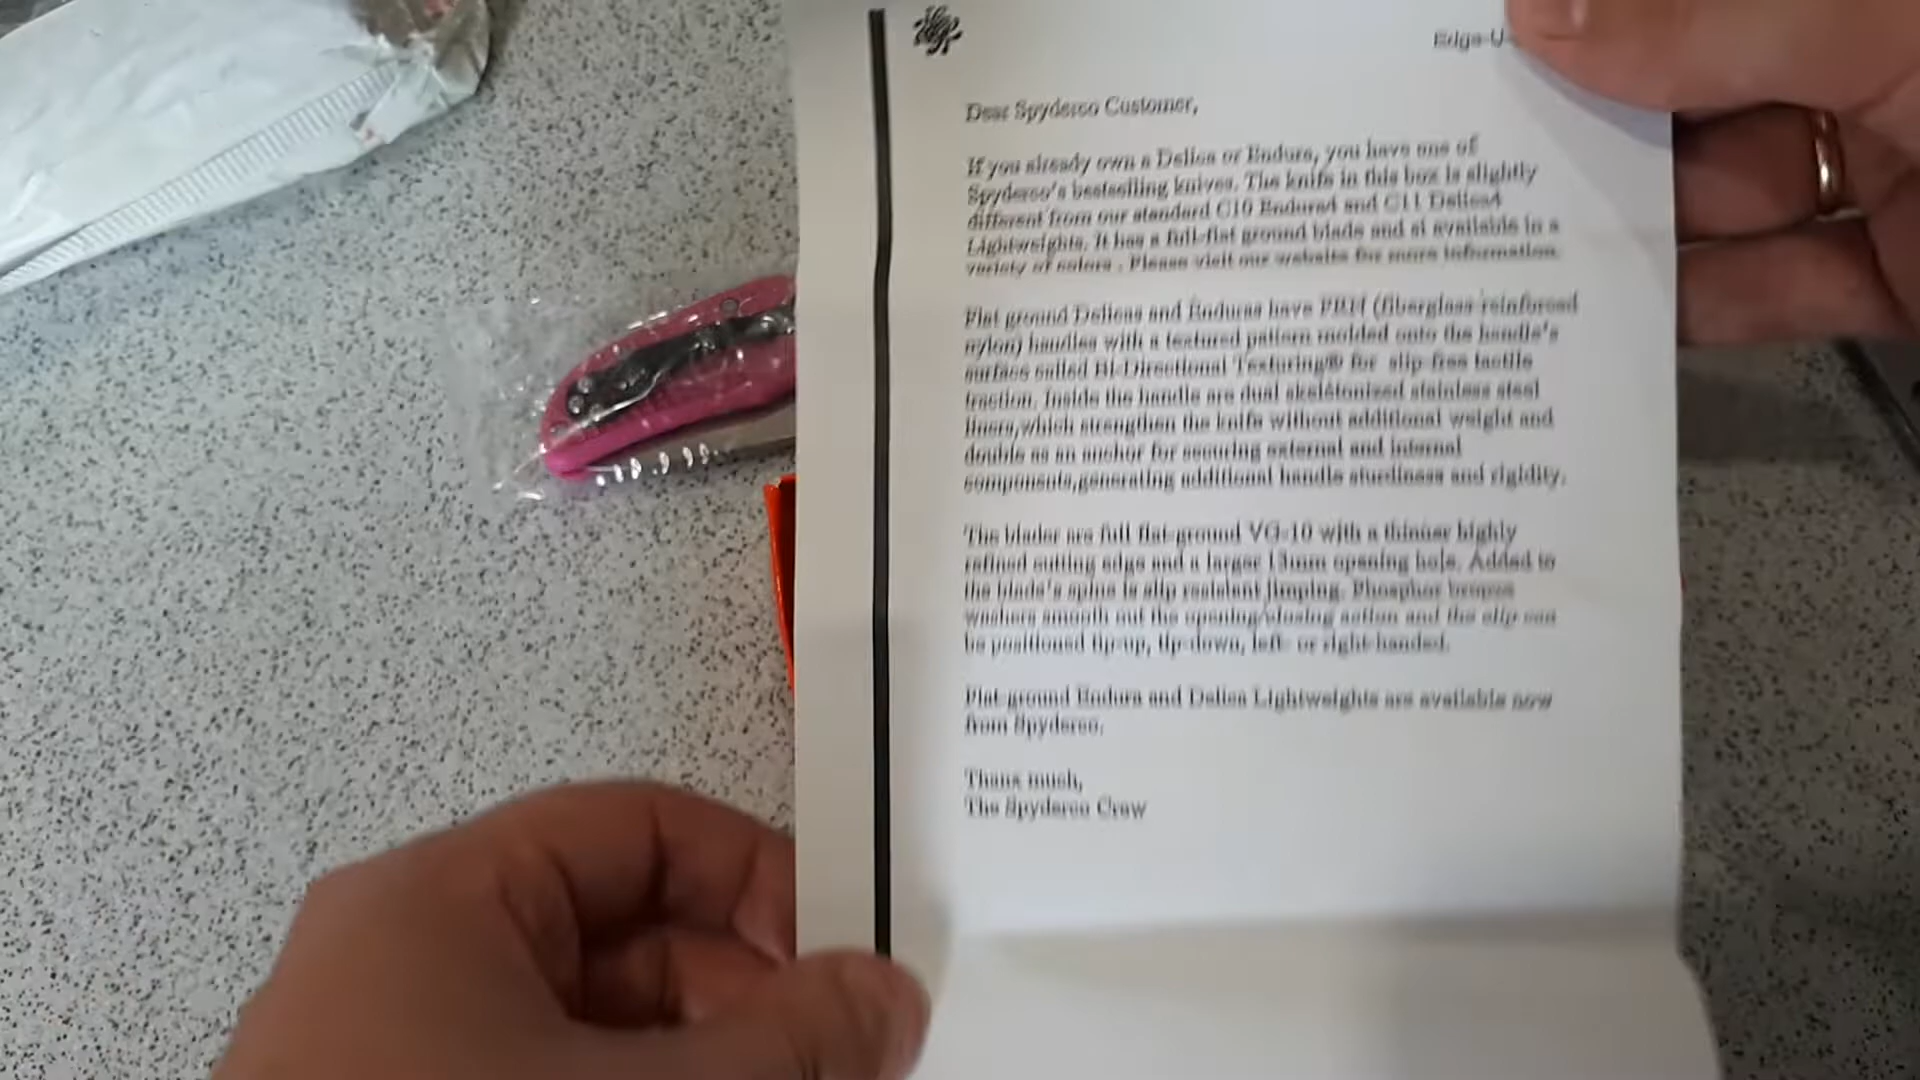 Edge-U-
Dear Spyderco Customer,
If you already own a Delica or Endura, you have one of
Spyderco's bestselling knives. The knife in this box is slightly
different from our standard C10 Endura4 and C11 Delica4
Lightweights. It has a full-flat ground blade and si available in a
variety of colors . Please visit our website for more information.
Flat ground Delicas and Enduras have FRN (fiberglass reinforced
nylon) handles with a textured pattern molded onto the handle's
surface called Bi-Directional Texturing® for slip-free tactile
traction. Inside the handle are dual skeletonized stainless steel
liners,which strengthen the knife without additional weight and
double as an anchor for securing external and internal
components,generating additional handle sturdiness and rigidity.
The blades are full flat-ground VG-10 with a thinner highly
refined cutting edge and a larger 13mm opening hole. Added to
the blade's spine is slip resistant jimping. Phosphor bronze
washers smooth out the opening/closing action and the clip can
be positioned tip-up, tip-down, left- or right-handed.
Flat-ground Endura and Delica Lightweights are available now
from Spyderco.
Thanx much,
The Spyderco Crew